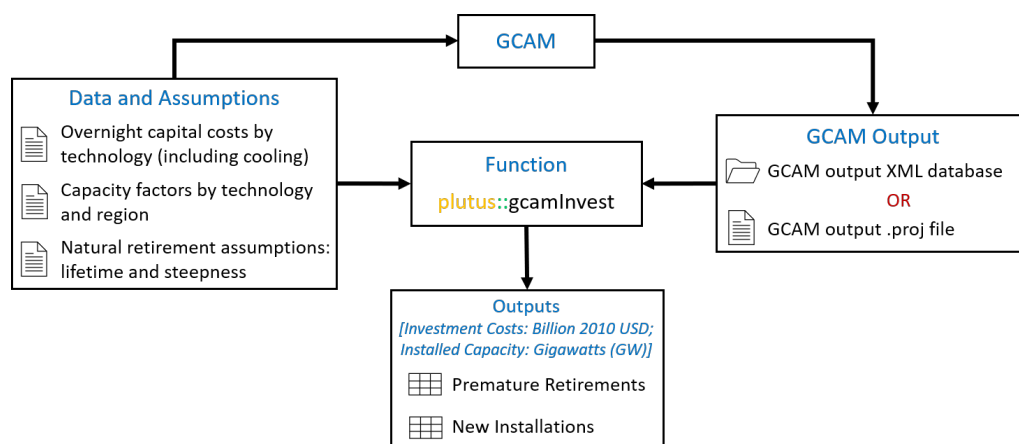 GCAM
Data and Assumptions
Overnight capital costs by
technology (including cooling)
Capacity factors by technology
and region
Natural retirement assumptions:
lifetime and steepness
Function
plutus::gcamInvest
GCAM Output
GCAM output XML database
OR
GCAM output .proj file
Outputs
[Investment Costs: Billion 2010 USD;
Installed Capacity: Gigawatts (GW)]
Premature Retirements
New Installations